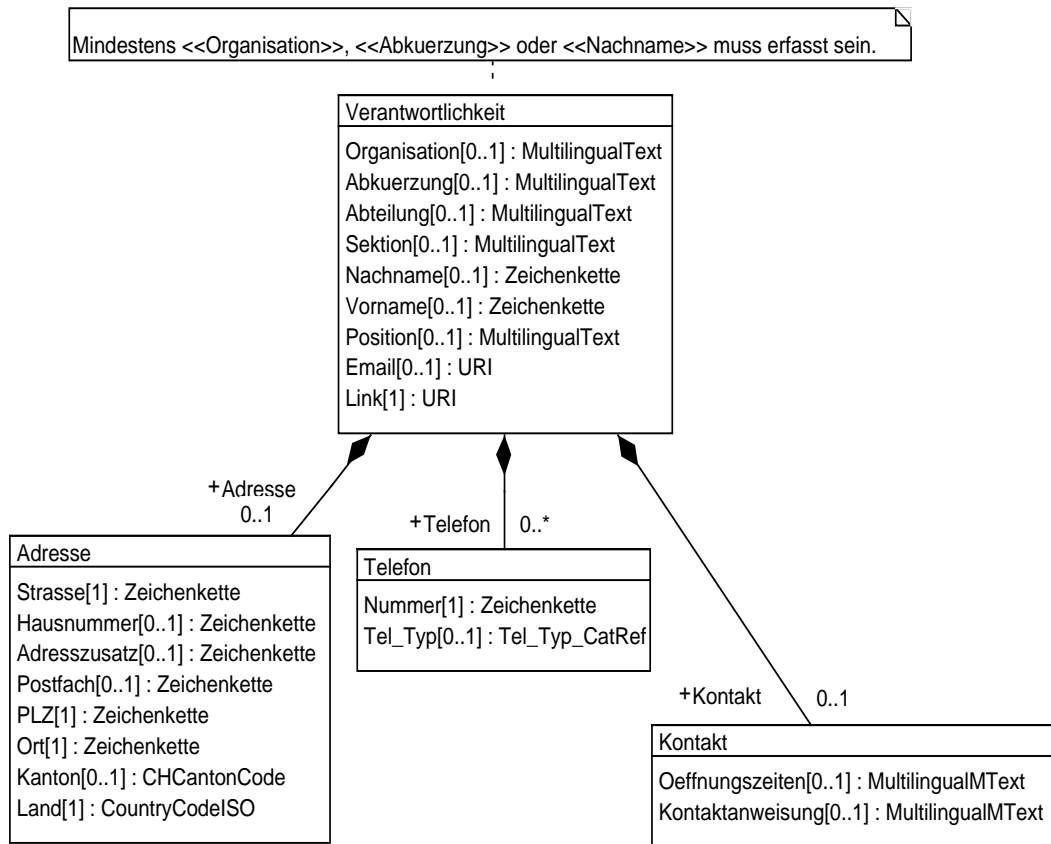 Mindestens <<Organisation>>, <<Abkuerzung>> oder <<Nachname>> muss erfasst sein.
Verantwortlichkeit
Organisation[0..1] : MultilingualText
Abkuerzung[0..1] : MultilingualText
Abteilung[0..1] : MultilingualText
Sektion[0..1] : MultilingualText
Nachname[0..1] : Zeichenkette
Vorname[0..1] : Zeichenkette
Position[0..1] : MultilingualText
Email[0..1] : URI
Link[1] : URI
+Adresse
0..1
+Telefon 0..*
+Kontakt 0..1
Adresse
Strasse[1] : Zeichenkette
Hausnummer[0..1] : Zeichenkette
Adresszusatz[0..1] : Zeichenkette
Postfach[0..1] : Zeichenkette
PLZ[1] : Zeichenkette
Ort[1] : Zeichenkette
Kanton[0..1] : CHCantonCode
Land[1] : CountryCodeISO
Telefon
Nummer[1] : Zeichenkette
Tel_Typ[0..1] : Tel_Typ_CatRef
Kontakt
Oeffnungszeiten[0..1] : MultilingualMText
Kontaktanweisung[0..1] : MultilingualMText